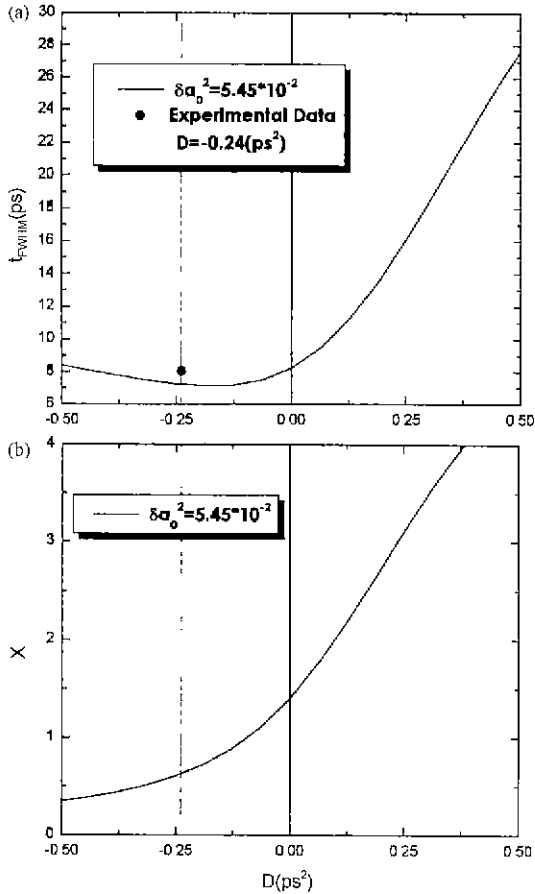 (a)
30
28
26
24
22
20
18
16
14
12
10
8
6
t_FWHM(ps)
δα₀²=5.45*10⁻²
Experimental Data
D=-0.24(ps²)
-0.50 -0.25 0.00 0.25 0.50
(b)
4
3
2
1
0
X
δα₀²=5.45*10⁻²
-0 50 -0 25 0 00 0 25 0 50
D(ps²)